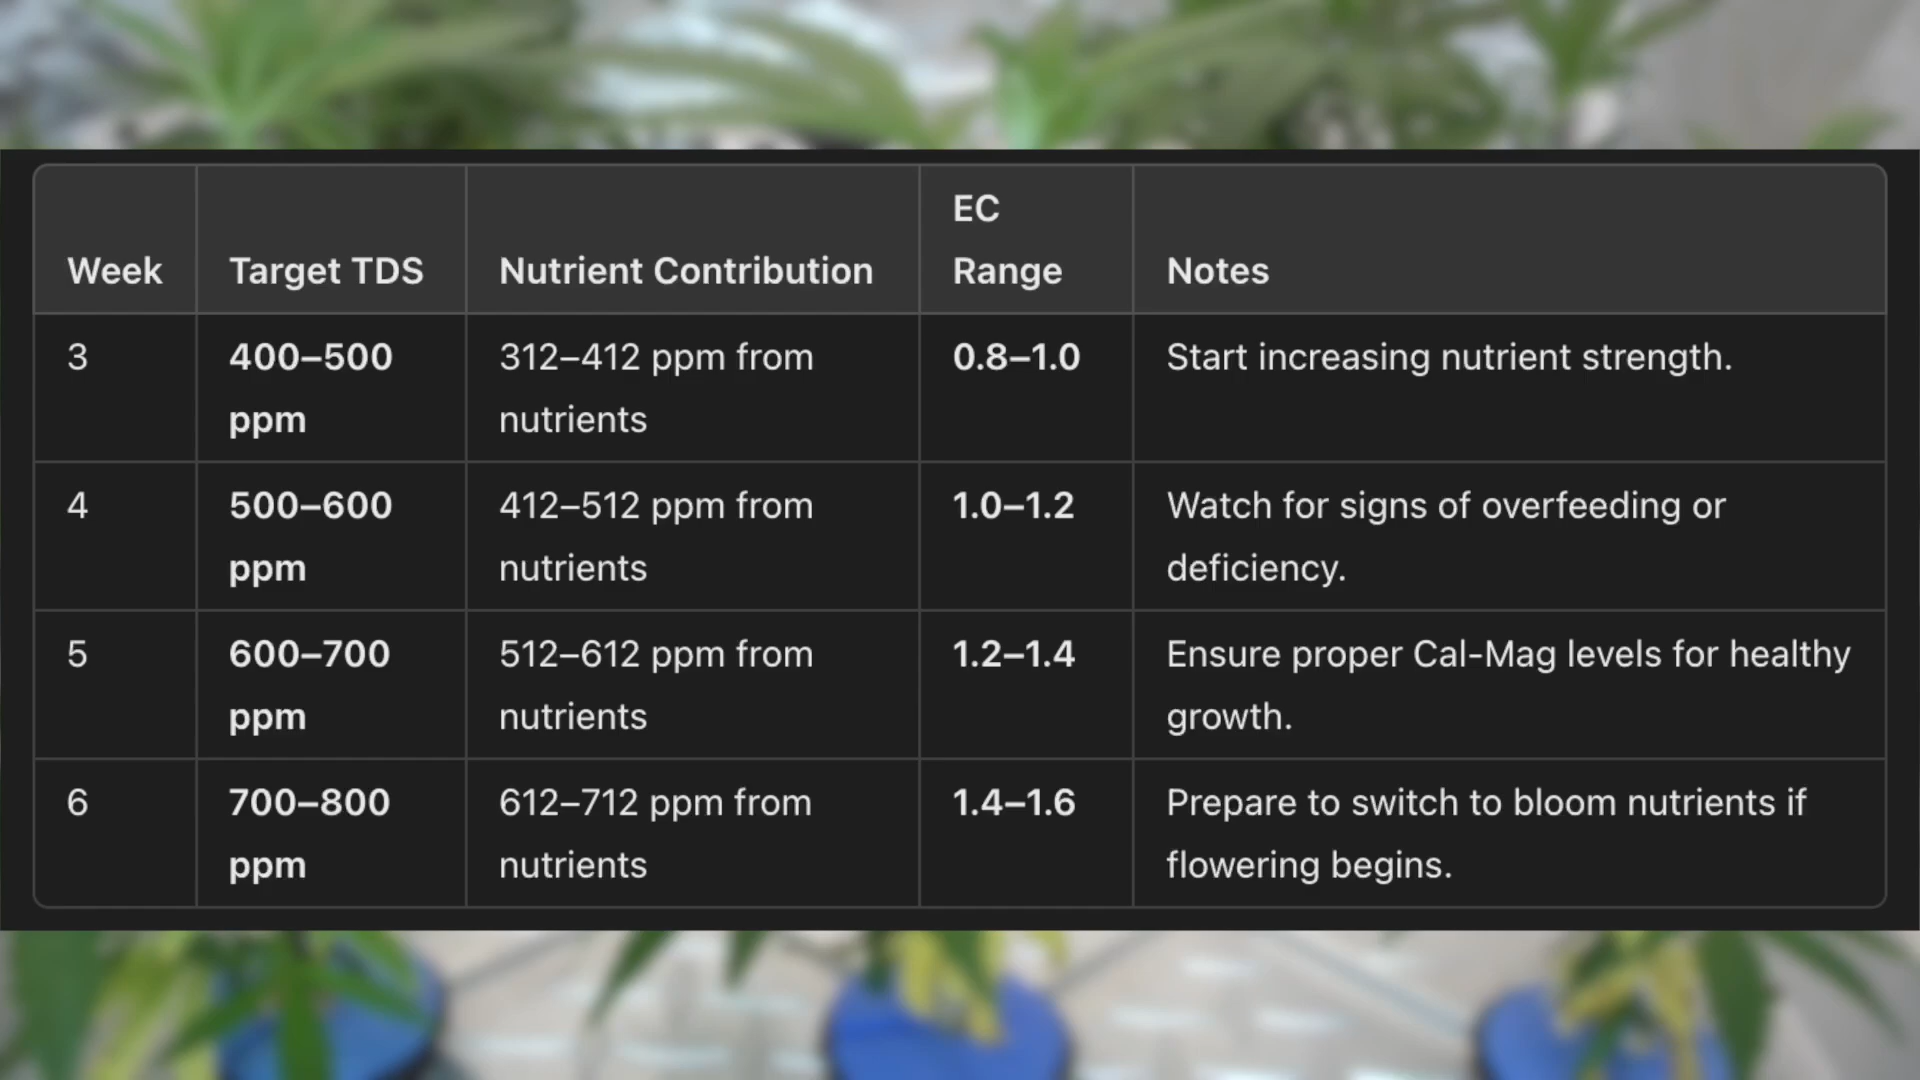 Week Target TDS Nutrient Contribution EC Range Notes
3 400–500 ppm 312–412 ppm from nutrients 0.8–1.0 Start increasing nutrient strength.
4 500–600 ppm 412–512 ppm from nutrients 1.0–1.2 Watch for signs of overfeeding or deficiency.
5 600–700 ppm 512–612 ppm from nutrients 1.2–1.4 Ensure proper Cal-Mag levels for healthy growth.
6 700–800 ppm 612–712 ppm from nutrients 1.4–1.6 Prepare to switch to bloom nutrients if flowering begins.